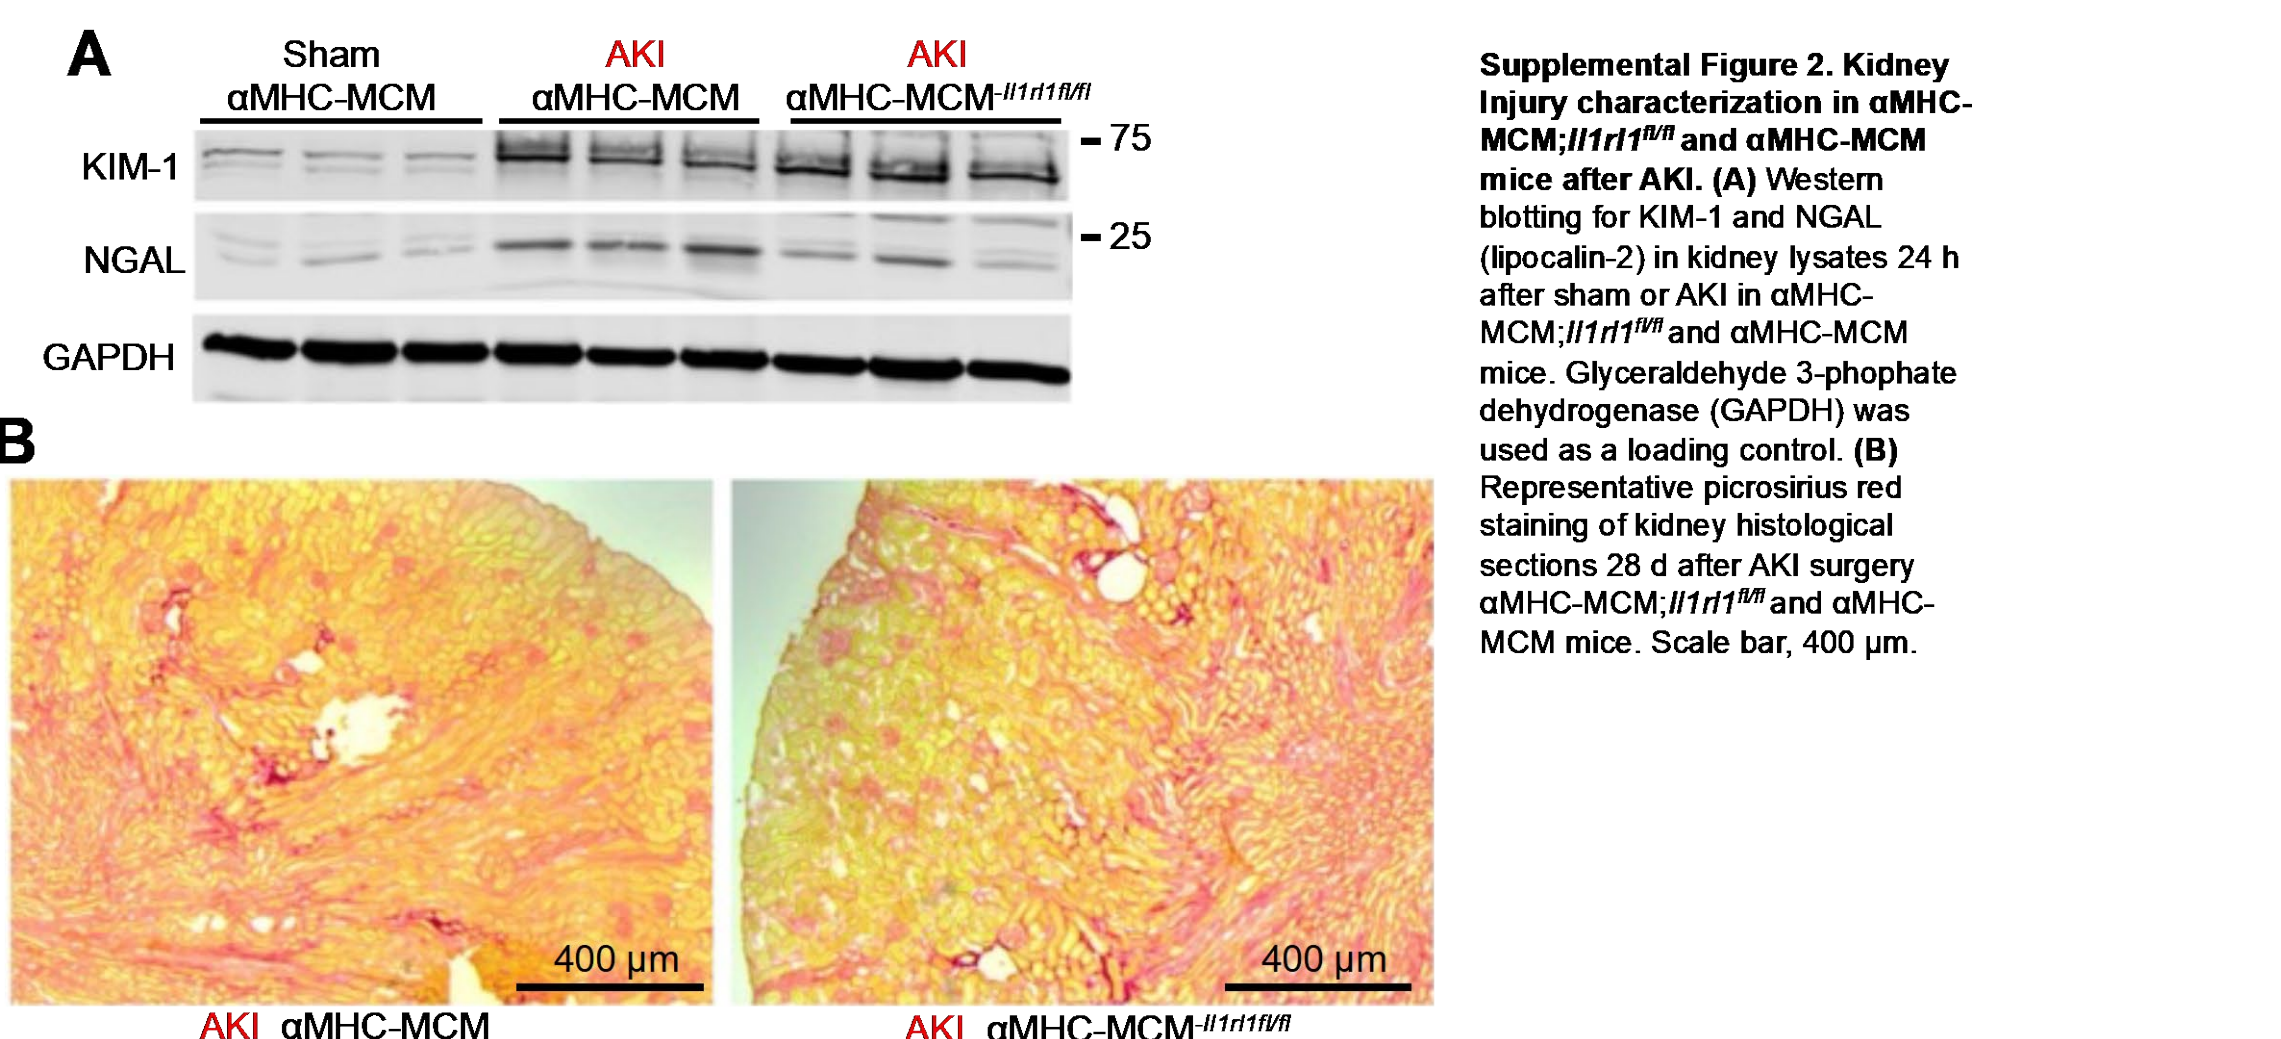 A
Sham
AKI
AKI
αMHC-MCM
αMHC-MCM
αMHC-MCM-Il1rl1fl/fl
KIM-1
75
NGAL
25
GAPDH
B
400 µm
400 µm
AKI αMHC-MCM
AKI αMHC-MCM-Il1rl1fl/fl
Supplemental Figure 2. Kidney
Injury characterization in αMHC-
MCM;Il1rl1fl/fl and αMHC-MCM
mice after AKI. (A) Western
blotting for KIM-1 and NGAL
(lipocalin-2) in kidney lysates 24 h
after sham or AKI in αMHC-
MCM;Il1rl1fl/fl and αMHC-MCM
mice. Glyceraldehyde 3-phophate
dehydrogenase (GAPDH) was
used as a loading control. (B)
Representative picrosirius red
staining of kidney histological
sections 28 d after AKI surgery
αMHC-MCM;Il1rl1fl/fl and αMHC-
MCM mice. Scale bar, 400 µm.